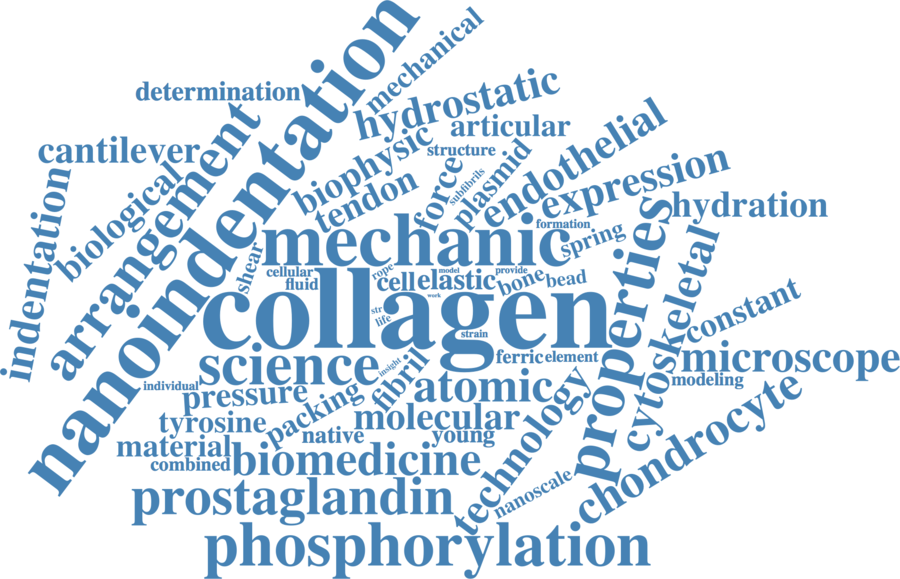 mechanical
nanoindentation
determination
hydrostatic
articular
arrangement
cantilever
biophysic
structure
endothelial
force
plasmid
subfibrils
expression
tendon
biological
indentation
hydration
properties
mechanic
formation
spring
cytoskeletal
shear
cellular
fluid
rope
cell
elastic
model
provide
bone
bead
work
collagen
str
life
strain
constant
science
insight
fibril
ferric
element
microscope
modeling
individual
pressure
packing
atomic
technology
chondrocyte
molecular
tyrosine
native
young
material
combined
biomedicine
nanoscale
prostaglandin
phosphorylation